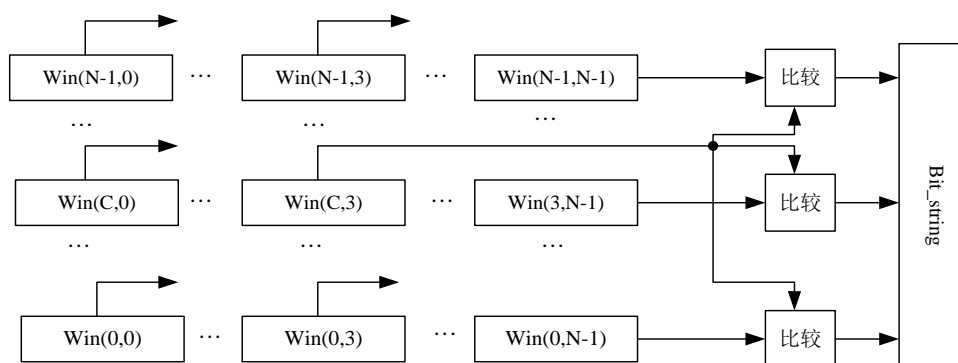 Win(N-1,0) ... Win(N-1,3) ... Win(N-1,N-1) 比较
... ... ...
Win(C,0) ... Win(C,3) ... Win(3,N-1) 比较
... ... ...
Win(0,0) ... Win(0,3) ... Win(0,N-1) 比较
Bit_string